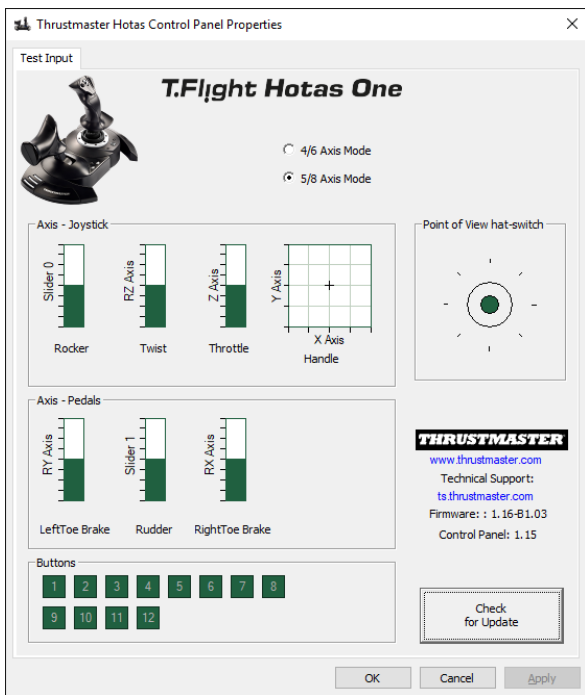 Thrustmaster Hotas Control Panel Properties
Test Input
T.Flight Hotas One
4/6 Axis Mode
5/8 Axis Mode
Axis - Joystick
Slider 0
RZ Axis
Z Axis
Y Axis
X Axis
Rocker
Twist
Throttle
Handle
Point of View hat-switch
Axis - Pedals
RY Axis
Slider 1
RX Axis
LeftToe Brake
Rudder
RightToe Brake
THRUSTMASTER
www.thrustmaster.com
Technical Support:
ts.thrustmaster.com
Firmware: : 1.16-B1.03
Control Panel: 1.15
Buttons
1 2 3 4 5 6 7 8
9 10 11 12
Check
for Update
OK
Cancel
Apply